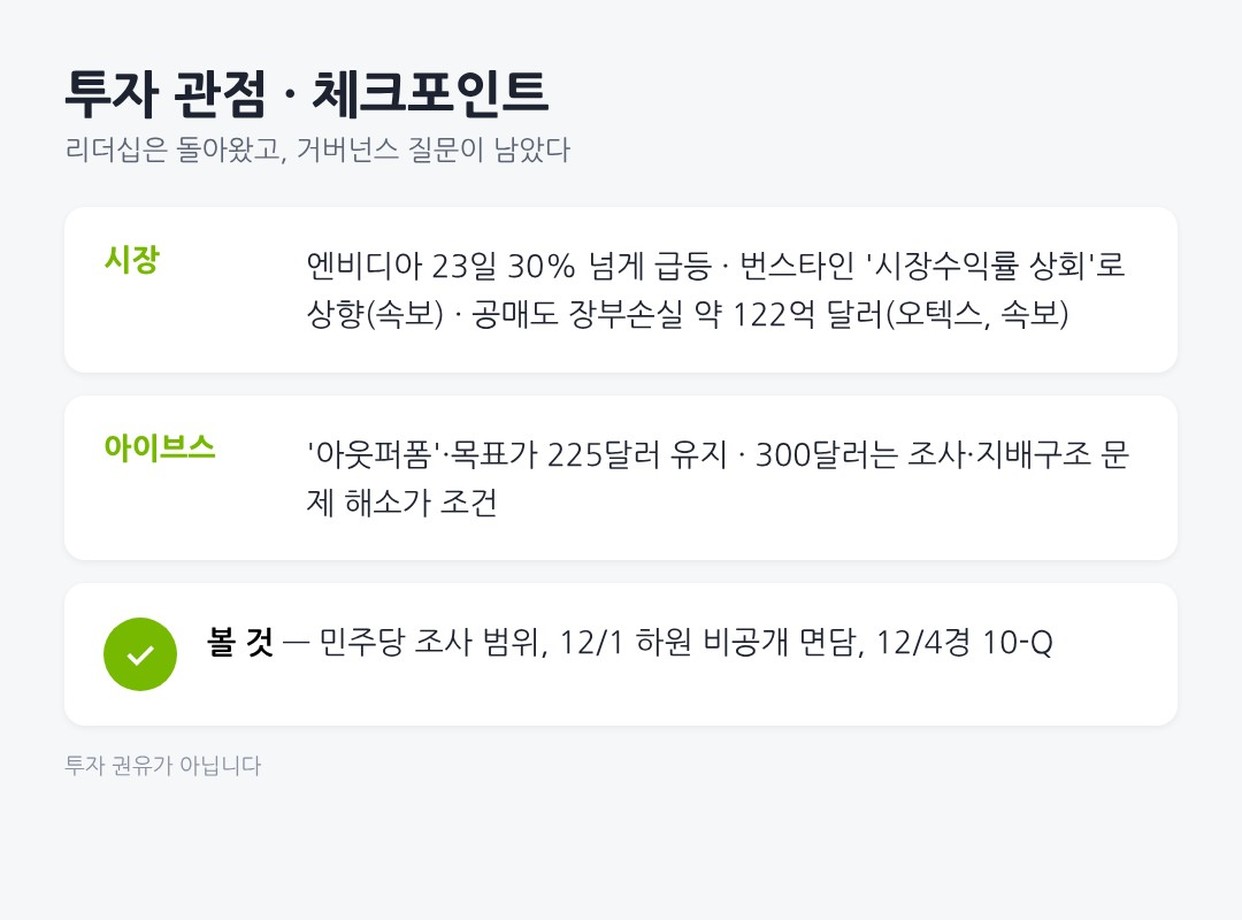 투자 관점 · 체크포인트
리더십은 돌아왔고, 거버넌스 질문이 남았다
시장
엔비디아 23일 30% 넘게 급등 · 번스타인 '시장수익률 상회'로
상향(속보) · 공매도 장부손실 약 122억 달러(오텍스, 속보)
아이브스
'아웃퍼폼'·목표가 225달러 유지 · 300달러는 조사·지배구조 문
제 해소가 조건
볼 것 — 민주당 조사 범위, 12/1 하원 비공개 면담, 12/4경 10-Q
투자 권유가 아닙니다